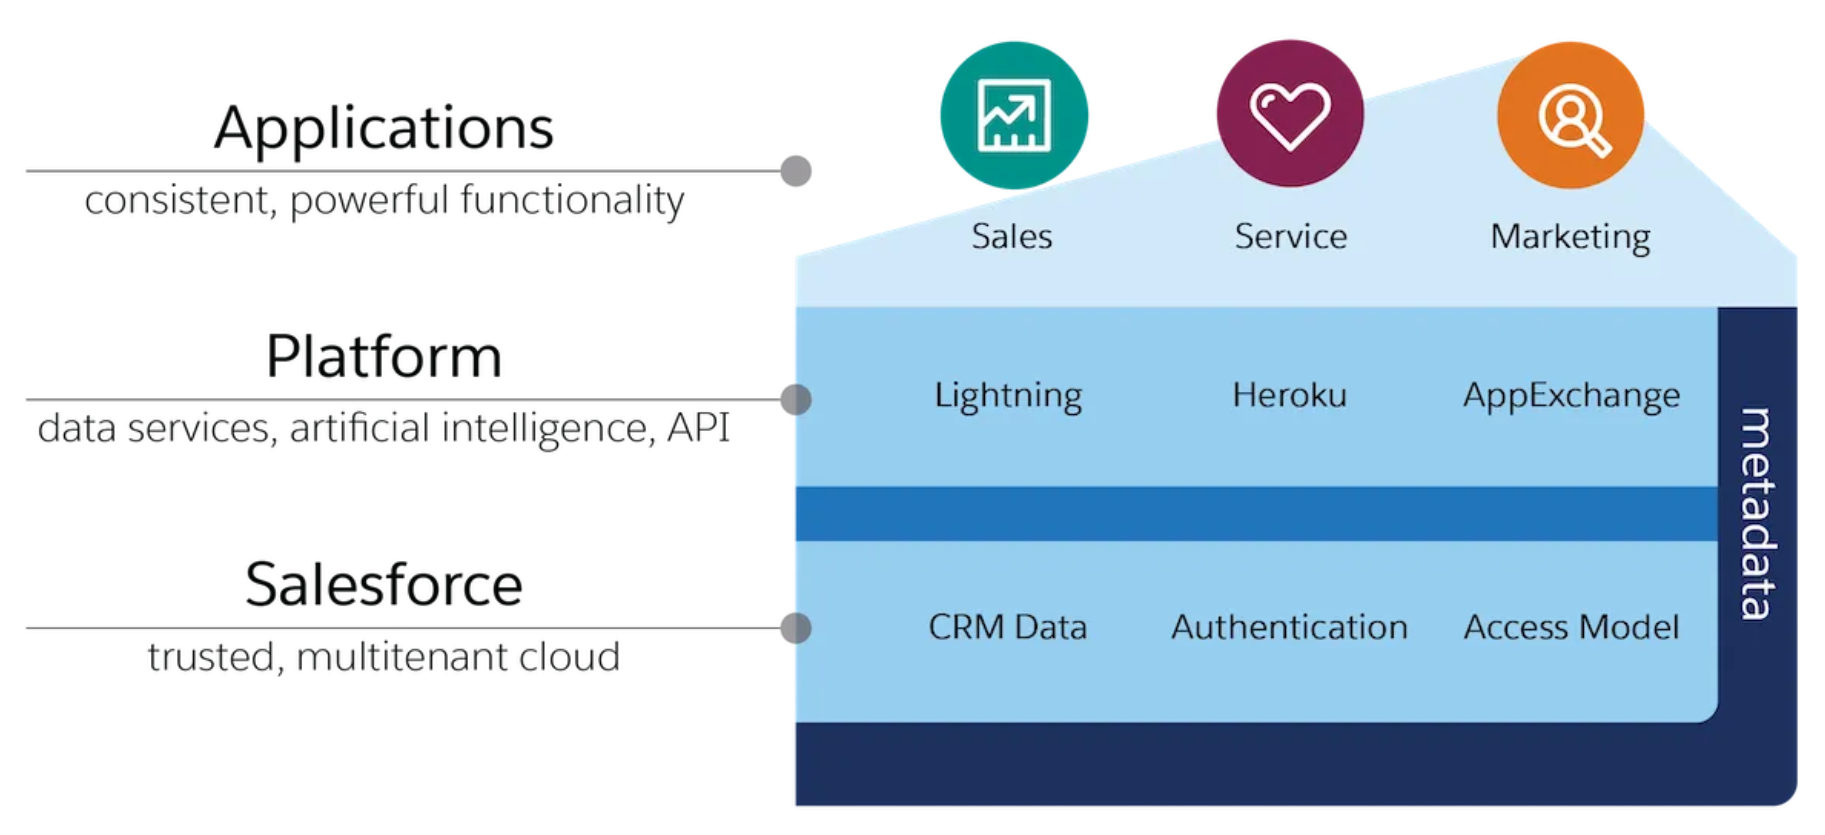 Applications
consistent, powerful functionality
Sales
Service
Marketing
Platform
data services, artificial intelligence, API
Lightning
Heroku
AppExchange
Salesforce
trusted, multitenant cloud
CRM Data
Authentication
Access Model
metadata